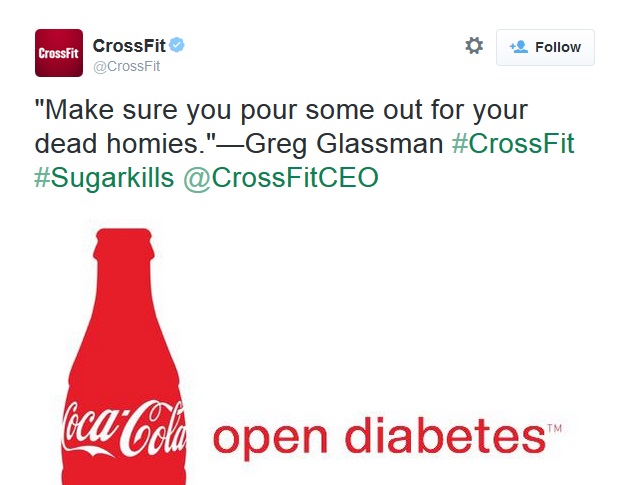 CrossFit
CrossFit
@CrossFit
Follow
"Make sure you pour some out for your
dead homies."—Greg Glassman #CrossFit
#Sugarkills @CrossFitCEO
Coca-Cola
open diabetes™